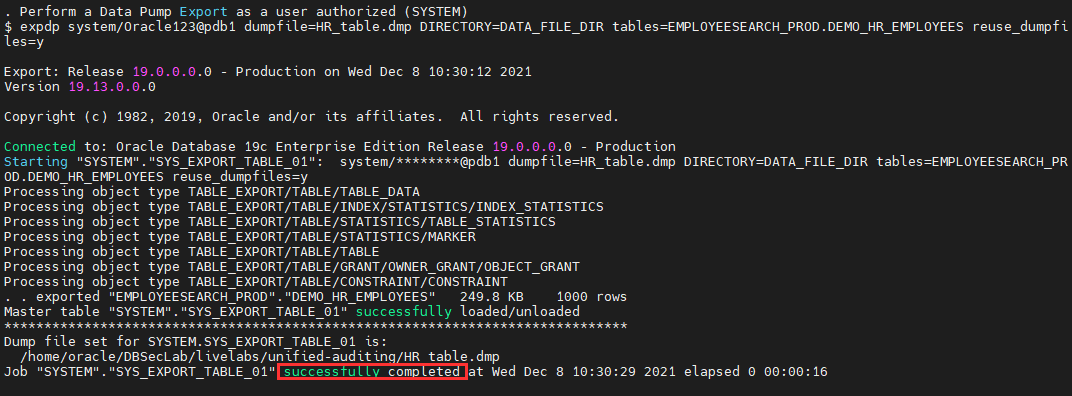 . Perform a Data Pump Export as a user authorized (SYSTEM)
$ expdp system/Oracle123@pdb1 dumpfile=HR_table.dmp DIRECTORY=DATA_FILE_DIR tables=EMPLOYEESEARCH_PROD.DEMO_HR_EMPLOYEES reuse_dumpfi
les=y
Export: Release 19.0.0.0.0 - Production on Wed Dec 8 10:30:12 2021
Version 19.13.0.0.0
Copyright (c) 1982, 2019, Oracle and/or its affiliates.  All rights reserved.
Connected to: Oracle Database 19c Enterprise Edition Release 19.0.0.0.0 - Production
Starting "SYSTEM"."SYS_EXPORT_TABLE_01":  system/********@pdb1 dumpfile=HR_table.dmp DIRECTORY=DATA_FILE_DIR tables=EMPLOYEESEARCH_PR
OD.DEMO_HR_EMPLOYEES reuse_dumpfiles=y
Processing object type TABLE_EXPORT/TABLE/TABLE_DATA
Processing object type TABLE_EXPORT/TABLE/INDEX/STATISTICS/INDEX_STATISTICS
Processing object type TABLE_EXPORT/TABLE/STATISTICS/TABLE_STATISTICS
Processing object type TABLE_EXPORT/TABLE/STATISTICS/MARKER
Processing object type TABLE_EXPORT/TABLE/TABLE
Processing object type TABLE_EXPORT/TABLE/GRANT/OWNER_GRANT/OBJECT_GRANT
Processing object type TABLE_EXPORT/TABLE/CONSTRAINT/CONSTRAINT
. . exported "EMPLOYEESEARCH_PROD"."DEMO_HR_EMPLOYEES"   249.8 KB    1000 rows
Master table "SYSTEM"."SYS_EXPORT_TABLE_01" successfully loaded/unloaded
******************************************************************************
Dump file set for SYSTEM.SYS_EXPORT_TABLE_01 is:
  /home/oracle/DBSecLab/livelabs/unified-auditing/HR_table.dmp
Job "SYSTEM"."SYS_EXPORT_TABLE_01" successfully completed at Wed Dec 8 10:30:29 2021 elapsed 0 00:00:16